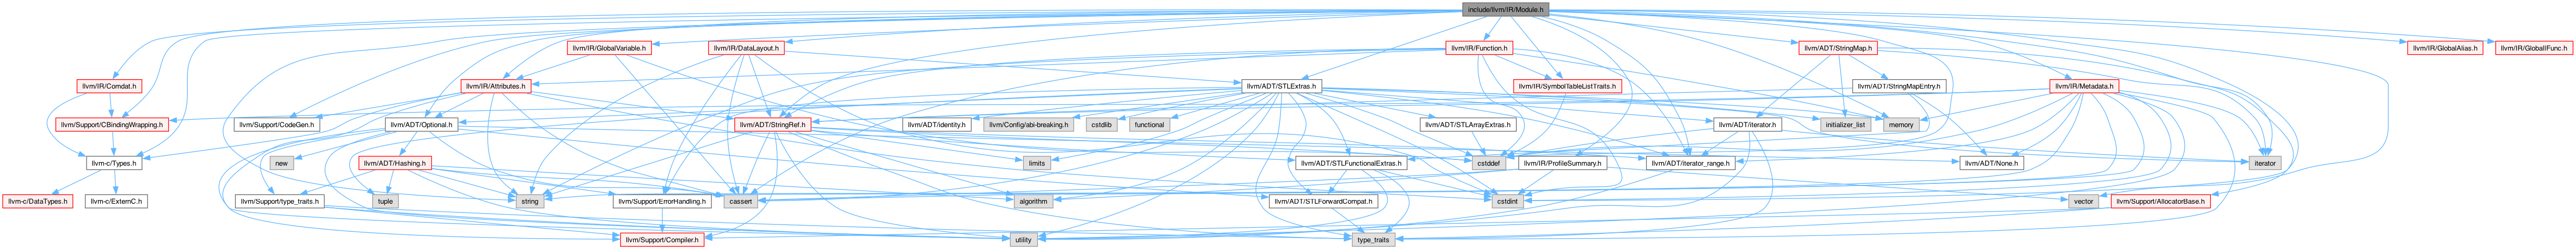 include/llvm/IR/Module.h
llvm/IR/GlobalVariable.h
llvm/IR/DataLayout.h
llvm/IR/Function.h
llvm/ADT/StringMap.h
llvm/IR/GlobalAlias.h
llvm/IR/GlobalIFunc.h
llvm/IR/Comdat.h
llvm/IR/Attributes.h
llvm/ADT/STLExtras.h
llvm/IR/SymbolTableListTraits.h
llvm/ADT/StringMapEntry.h
llvm/IR/Metadata.h
llvm/Support/CBindingWrapping.h
llvm/Support/CodeGen.h
llvm/ADT/Optional.h
llvm/ADT/StringRef.h
llvm/ADT/identity.h
llvm/Config/abi-breaking.h
cstdlib
functional
llvm/ADT/STLArrayExtras.h
llvm/ADT/iterator.h
initializer_list
memory
llvm-c/Types.h
new
llvm/ADT/Hashing.h
limits
cstddef
llvm/ADT/STLFunctionalExtras.h
llvm/IR/ProfileSummary.h
llvm/ADT/iterator_range.h
llvm/ADT/None.h
iterator
llvm-c/DataTypes.h
llvm-c/ExternC.h
llvm/Support/type_traits.h
tuple
string
llvm/Support/ErrorHandling.h
cassert
algorithm
llvm/ADT/STLForwardCompat.h
cstdint
vector
llvm/Support/AllocatorBase.h
llvm/Support/Compiler.h
utility
type_traits